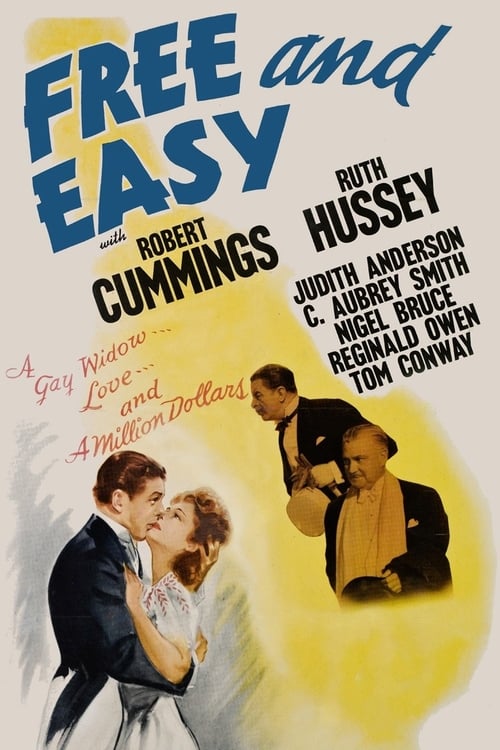 FREE and
EASY
with ROBERT
CUMMINGS
RUTH
HUSSEY
JUDITH ANDERSON
C. AUBREY SMITH
NIGEL BRUCE
REGINALD OWEN
TOM CONWAY
A
Gay Widow...
Love...
and
A Million Dollars